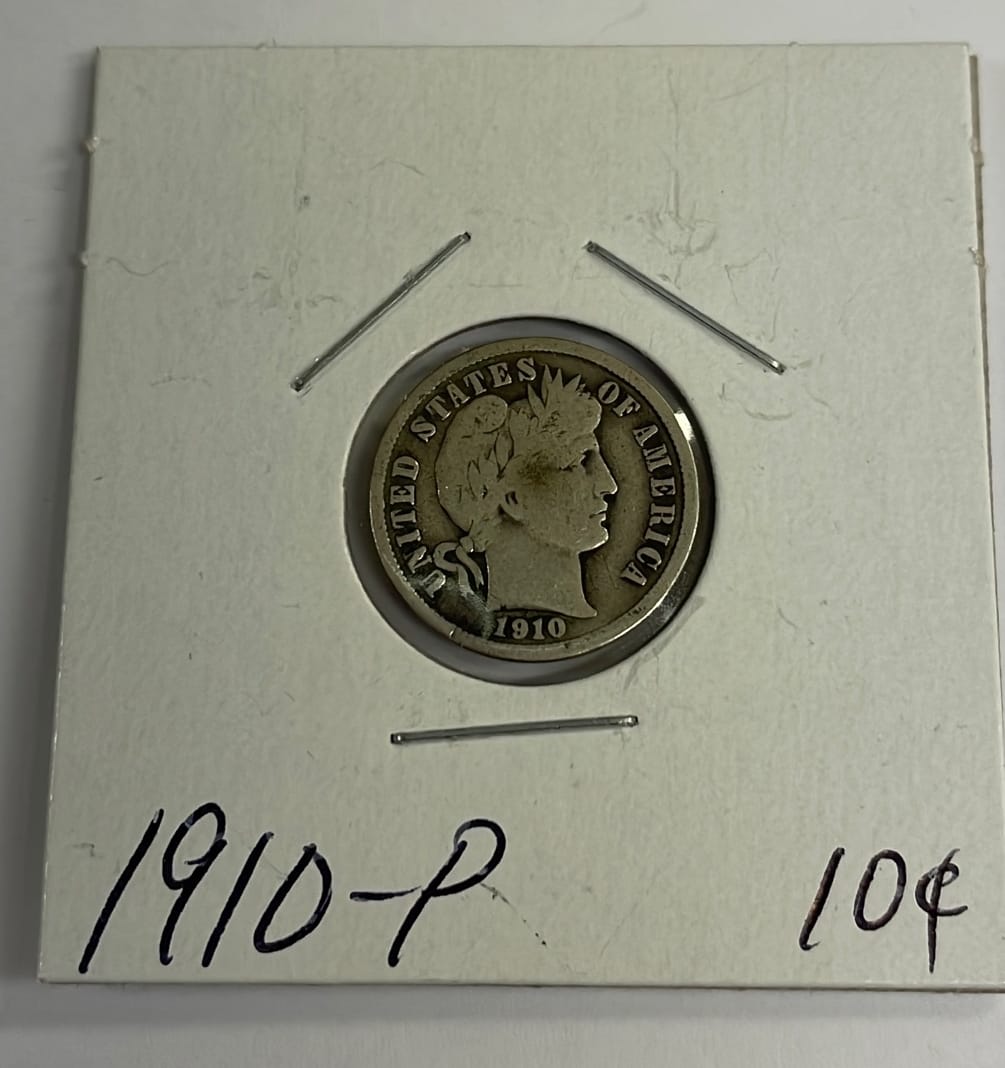 UNITED STATES OF AMERICA
1910
1910-P 10¢